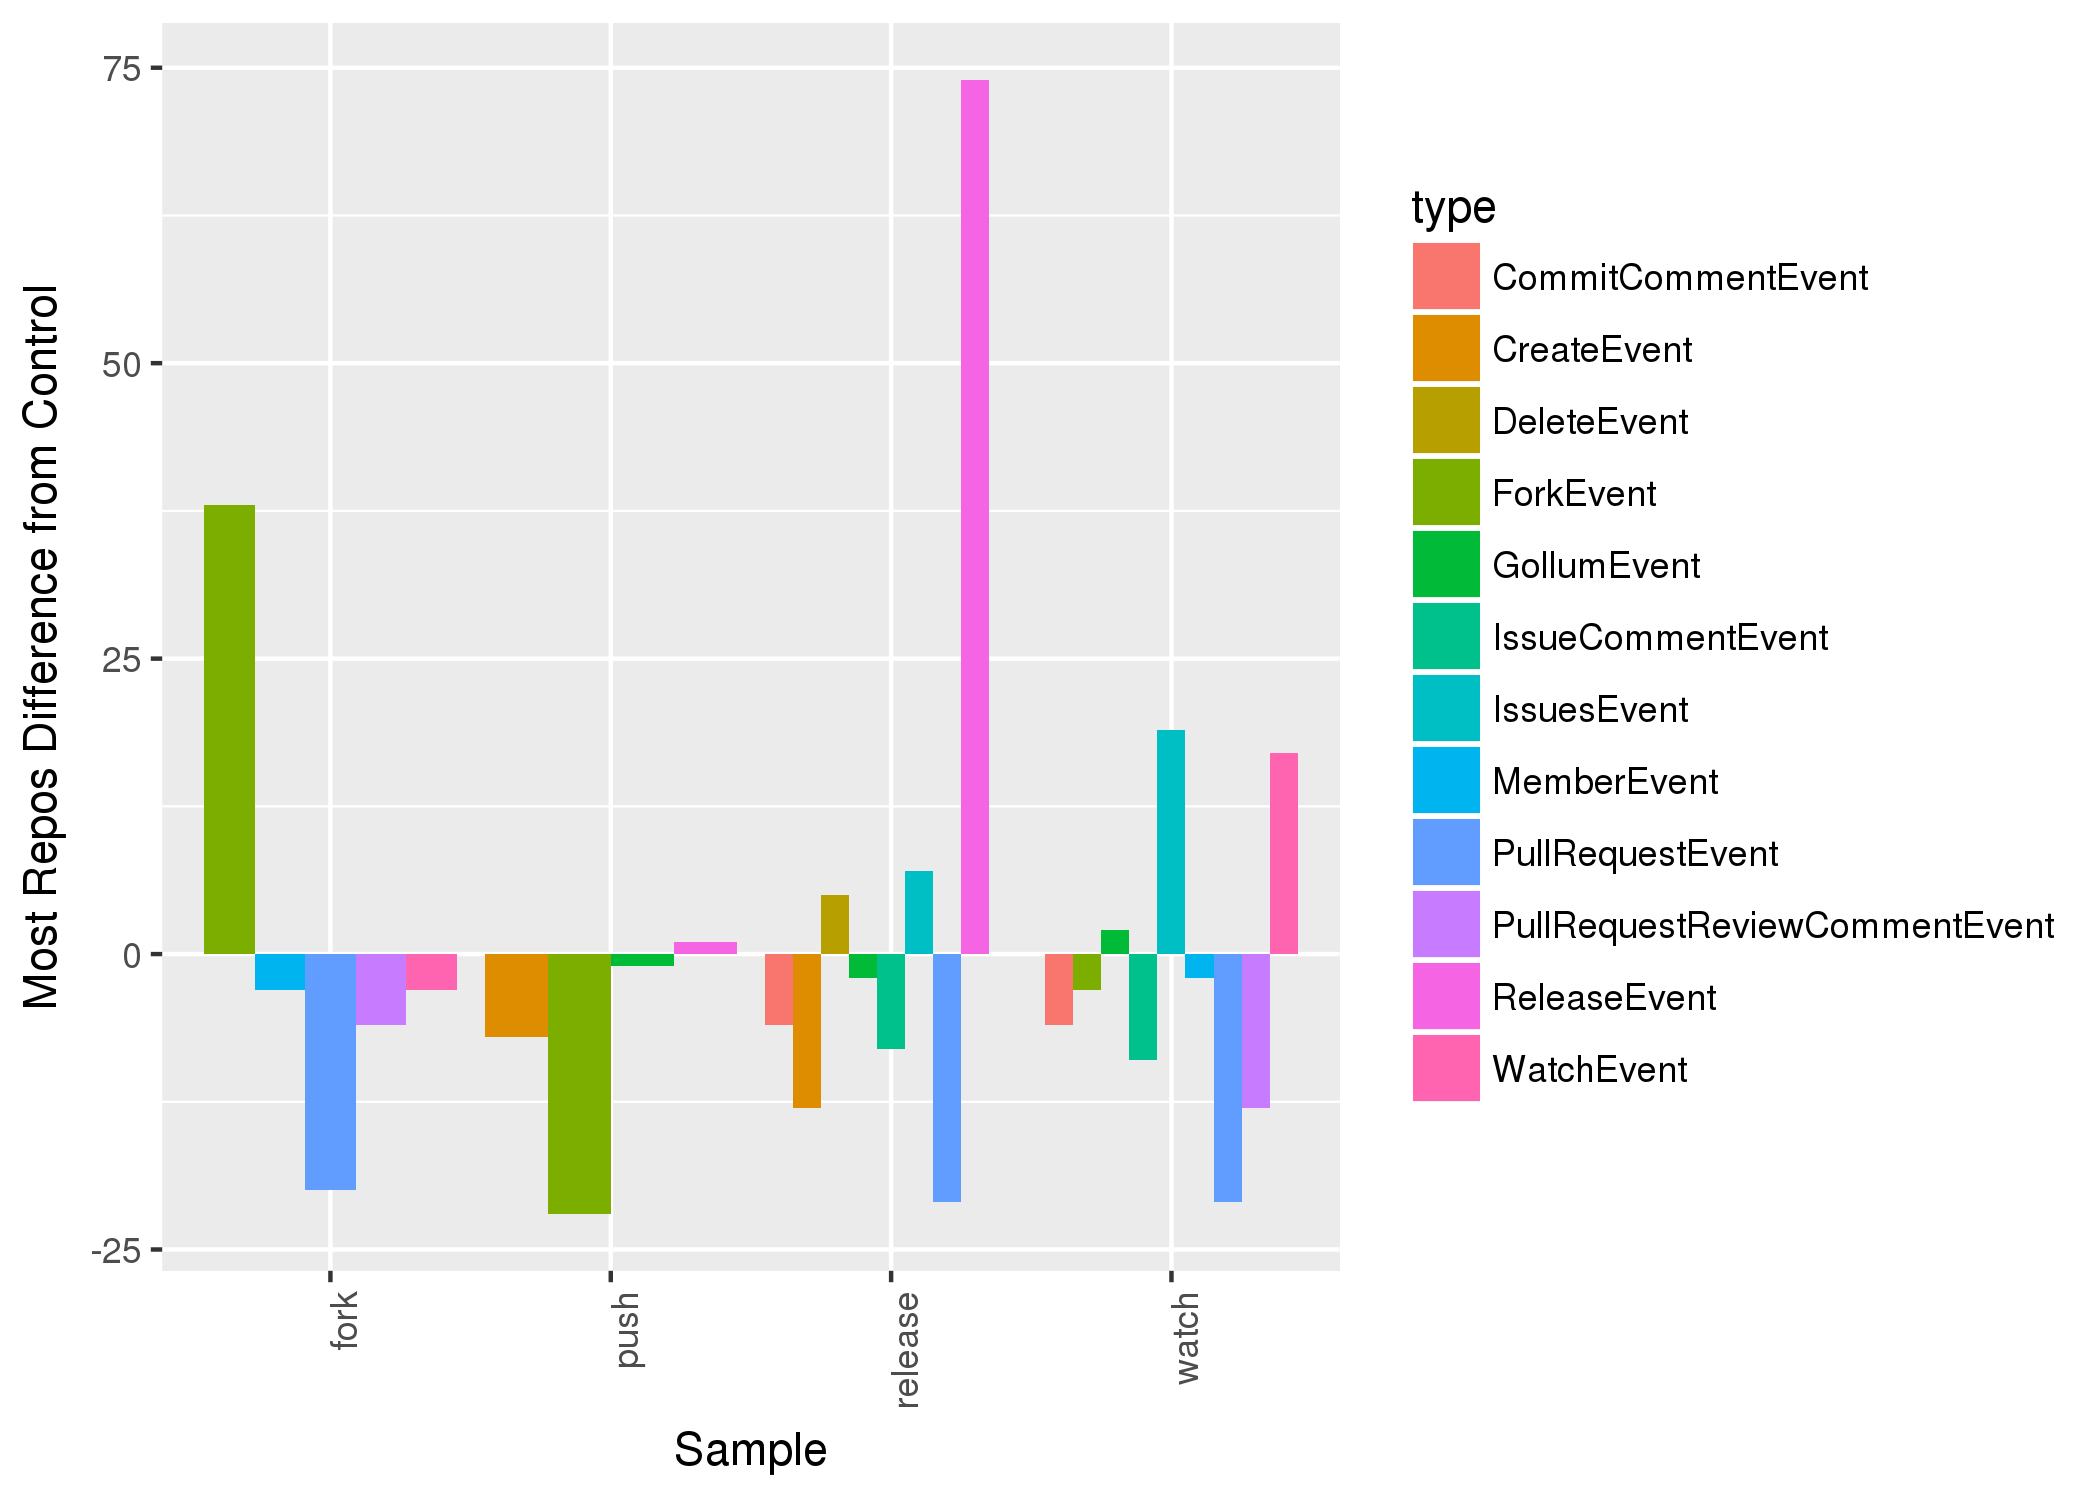 Most Repos Difference from Control
75
50
25
0
-25
fork
push
release
watch
Sample
type
CommitCommentEvent
CreateEvent
DeleteEvent
ForkEvent
GollumEvent
IssueCommentEvent
IssuesEvent
MemberEvent
PullRequestEvent
PullRequestReviewCommentEvent
ReleaseEvent
WatchEvent